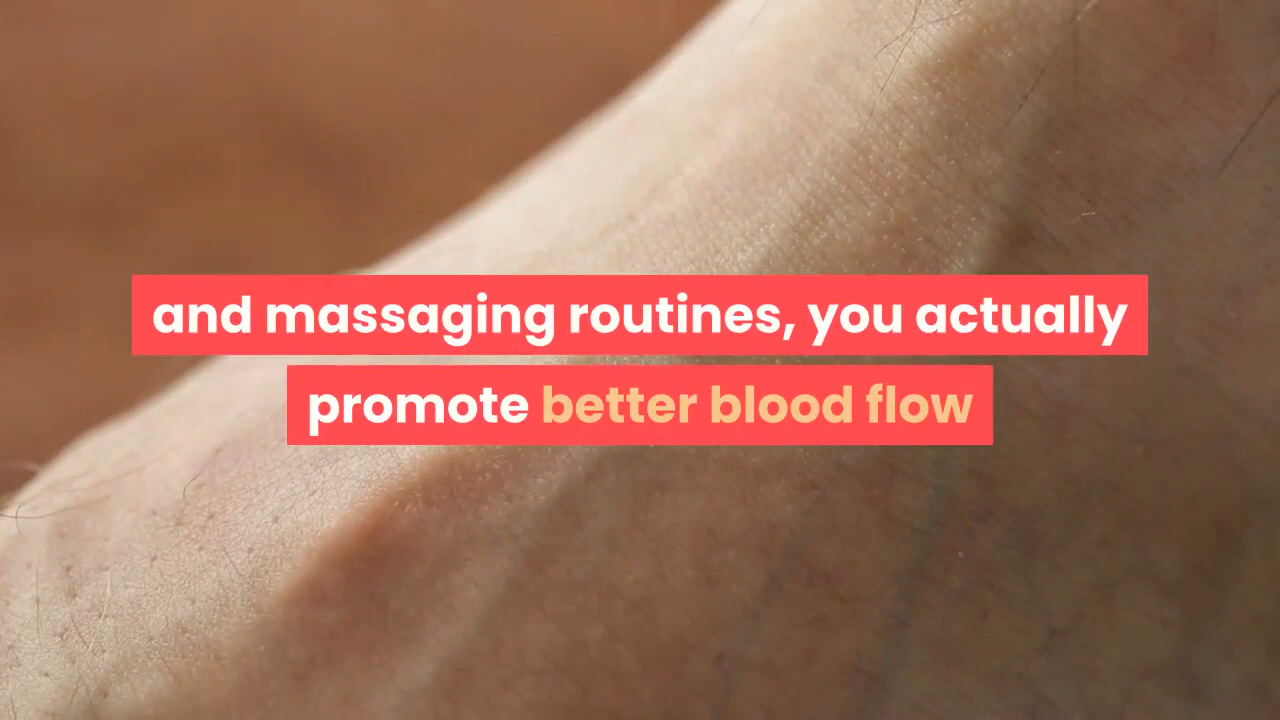 and massaging routines, you actually
promote better blood flow